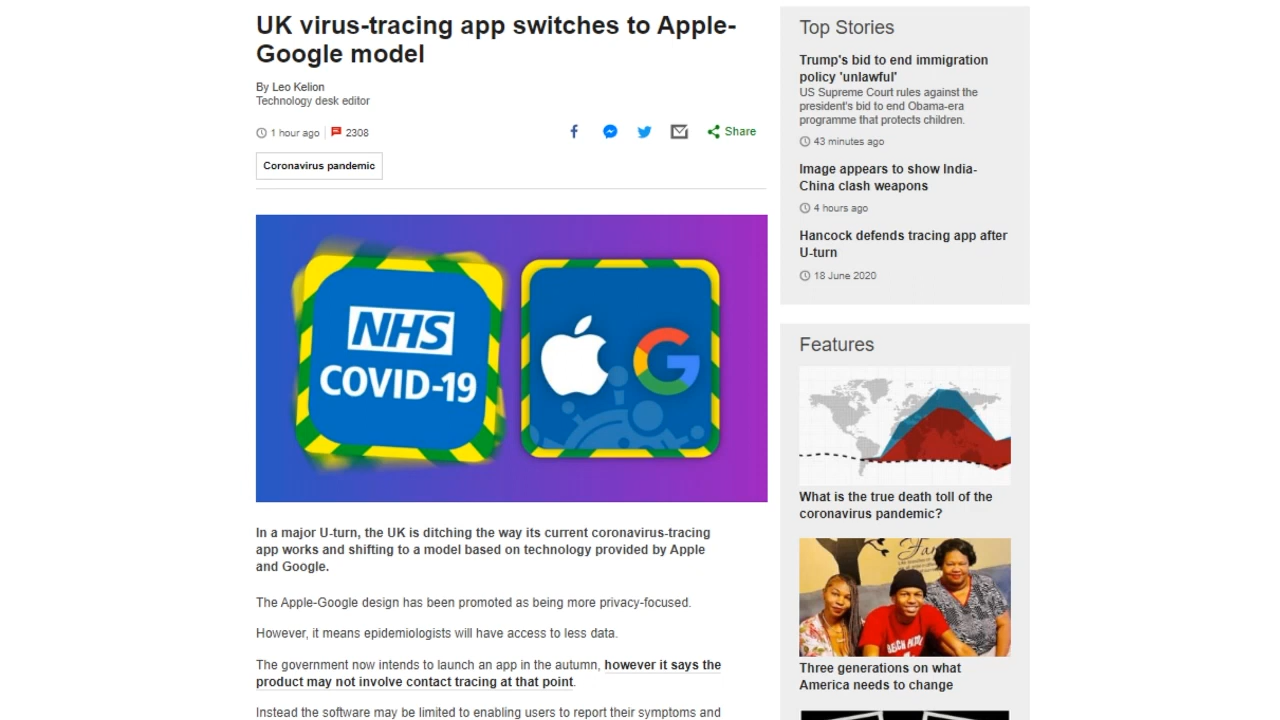 UK virus-tracing app switches to Apple-
Google model
By Leo Kelion
Technology desk editor
1 hour ago
2308
Share
Coronavirus pandemic
NHS
COVID-19
In a major U-turn, the UK is ditching the way its current coronavirus-tracing
app works and shifting to a model based on technology provided by Apple
and Google.
The Apple-Google design has been promoted as being more privacy-focused.
However, it means epidemiologists will have access to less data.
The government now intends to launch an app in the autumn, however it says the
product may not involve contact tracing at that point.
Instead the software may be limited to enabling users to report their symptoms and
Top Stories
Trump's bid to end immigration
policy 'unlawful'
US Supreme Court rules against the
president's bid to end Obama-era
programme that protects children.
43 minutes ago
Image appears to show India-
China clash weapons
4 hours ago
Hancock defends tracing app after
U-turn
18 June 2020
Features
What is the true death toll of the
coronavirus pandemic?
Three generations on what
America needs to change